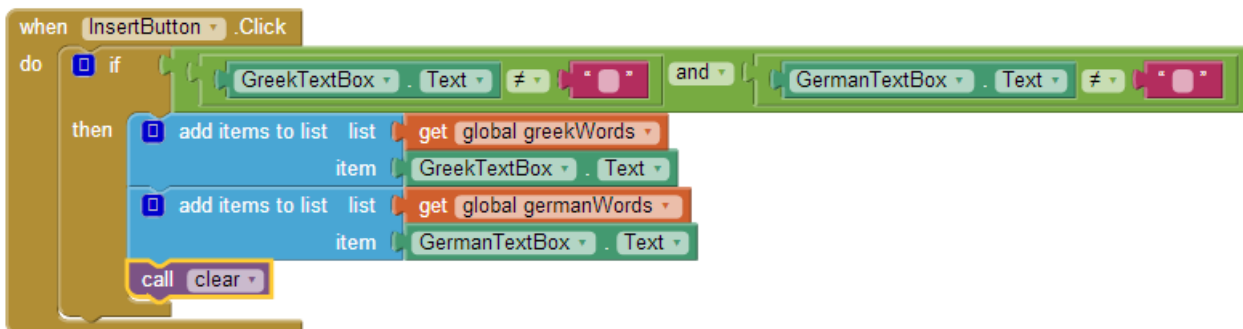 when InsertButton .Click
do if GreekTextBox . Text ≠ " " and GermanTextBox . Text ≠ " "
then add items to list list get global greekWords
item GreekTextBox . Text
add items to list list get global germanWords
item GermanTextBox . Text
call clear